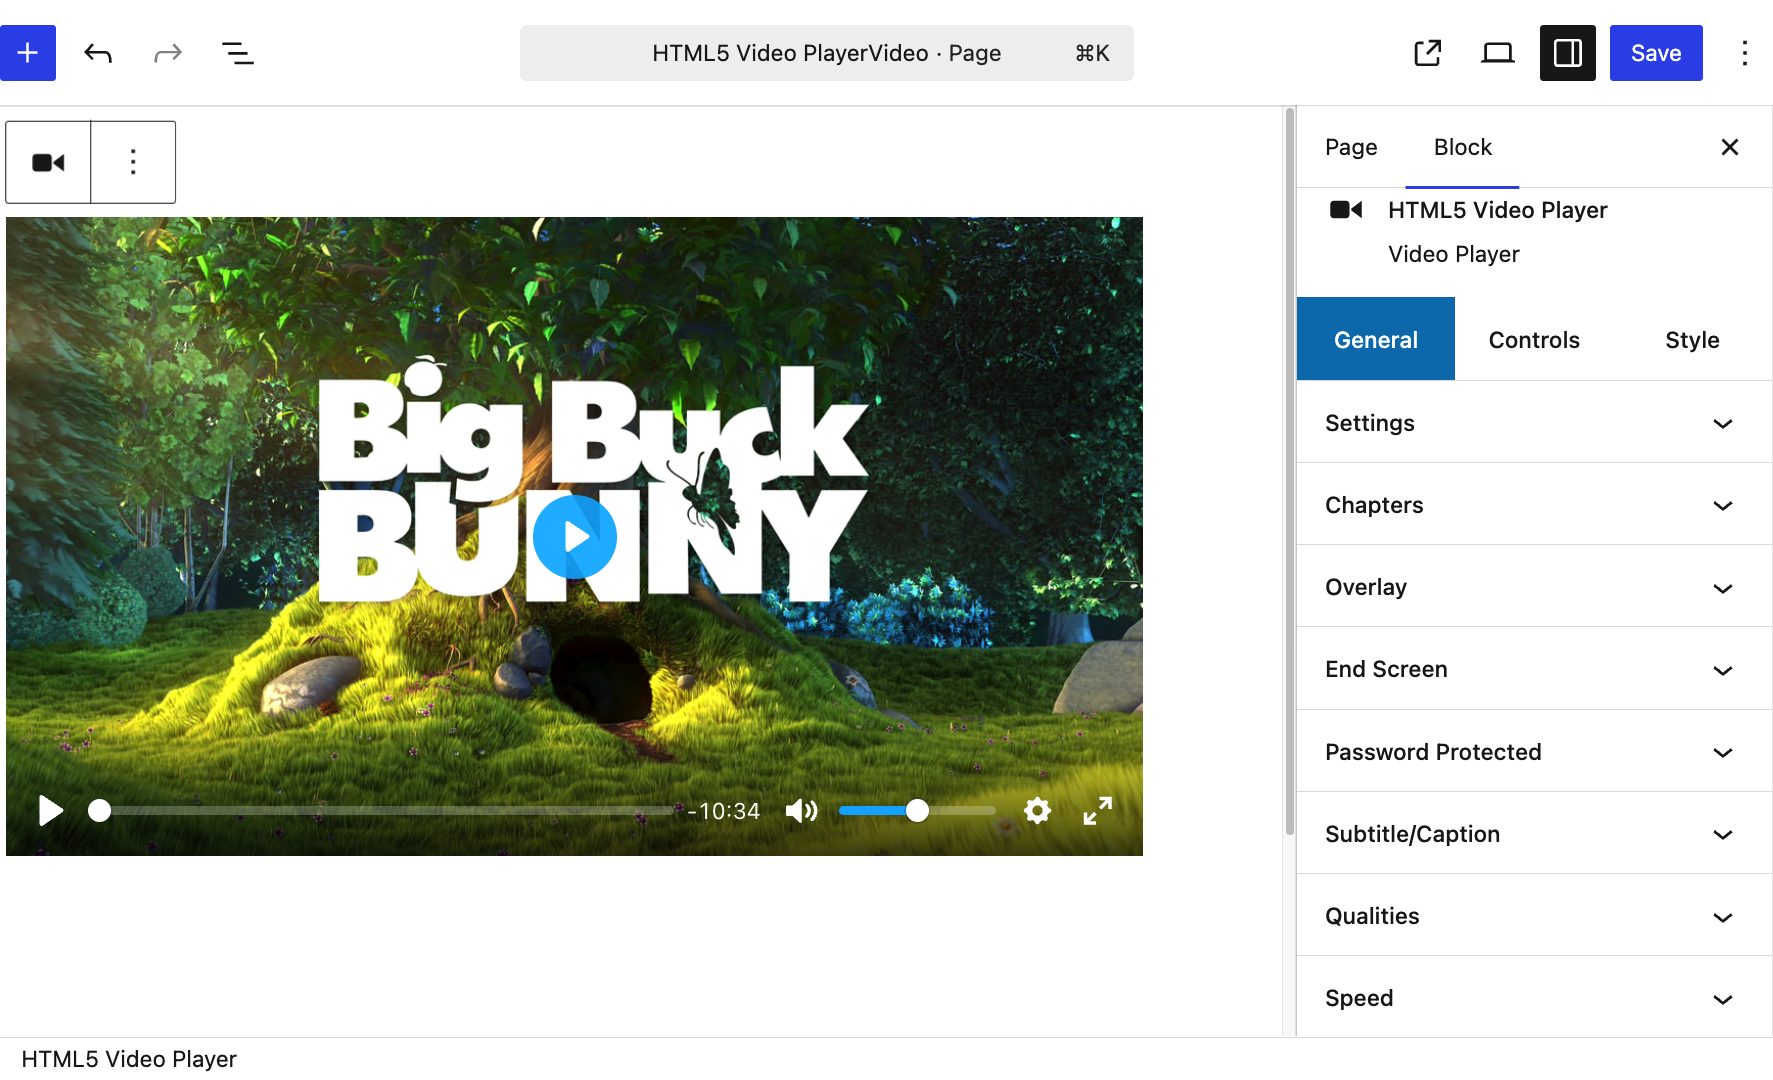 HTML5 Video PlayerVideo · Page ⌘K
Save
Page Block
HTML5 Video Player
Video Player
General Controls Style
Settings
Chapters
Overlay
End Screen
Password Protected
Subtitle/Caption
Qualities
Speed
Big Buck
BUNNY
-10:34
HTML5 Video Player